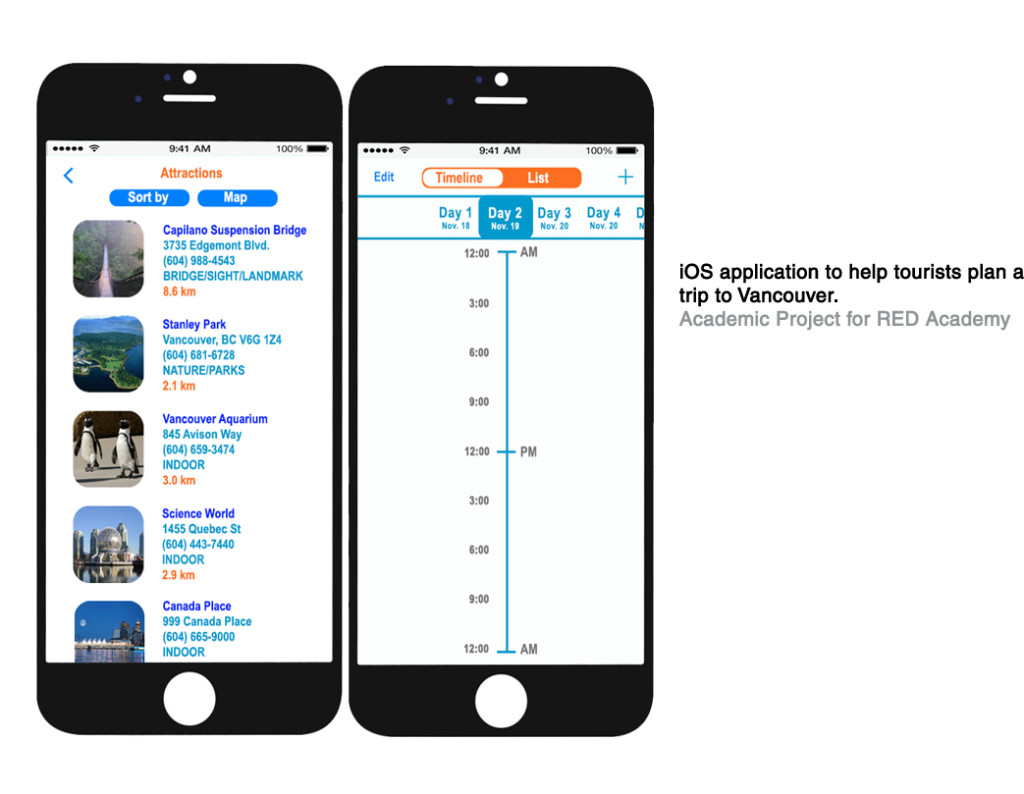 9:41 AM 100%
Attractions
Sort by Map
Capilano Suspension Bridge
3735 Edgemont Blvd.
(604) 988-4543
BRIDGE/SIGHT/LANDMARK
8.6 km
Stanley Park
Vancouver, BC V6G 1Z4
(604) 681-6728
NATURE/PARKS
2.1 km
Vancouver Aquarium
845 Avison Way
(604) 659-3474
INDOOR
3.0 km
Science World
1455 Quebec St
(604) 443-7440
INDOOR
2.9 km
Canada Place
999 Canada Place
(604) 665-9000
INDOOR
9:41 AM 100%
Edit Timeline List +
Day 1 Day 2 Day 3 Day 4 D
Nov. 18 Nov. 19 Nov. 20 Nov. 20 N
12:00 AM
3:00
6:00
9:00
12:00 PM
3:00
6:00
9:00
12:00 AM
iOS application to help tourists plan a
trip to Vancouver.
Academic Project for RED Academy